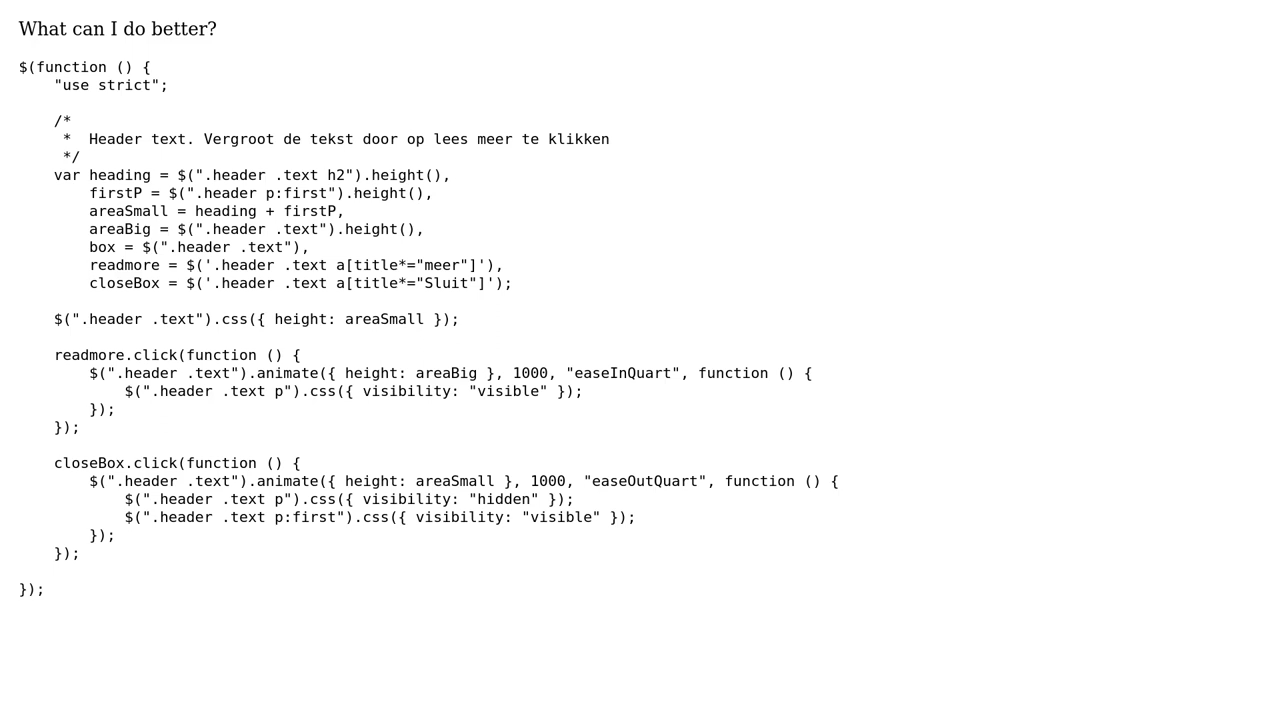 What can I do better?
$(function () {
    "use strict";
    /*
     *  Header text. Vergroot de tekst door op lees meer te klikken
     */
    var heading = $(".header .text h2").height(),
        firstP = $(".header p:first").height(),
        areaSmall = heading + firstP,
        areaBig = $(".header .text").height(),
        box = $(".header .text"),
        readmore = $('.header .text a[title*="meer"]'),
        closeBox = $('.header .text a[title*="Sluit"]');
    $(".header .text").css({ height: areaSmall });
    readmore.click(function () {
        $(".header .text").animate({ height: areaBig }, 1000, "easeInQuart", function () {
            $(".header .text p").css({ visibility: "visible" });
        });
    });
    closeBox.click(function () {
        $(".header .text").animate({ height: areaSmall }, 1000, "easeOutQuart", function () {
            $(".header .text p").css({ visibility: "hidden" });
            $(".header .text p:first").css({ visibility: "visible" });
        });
    });
});